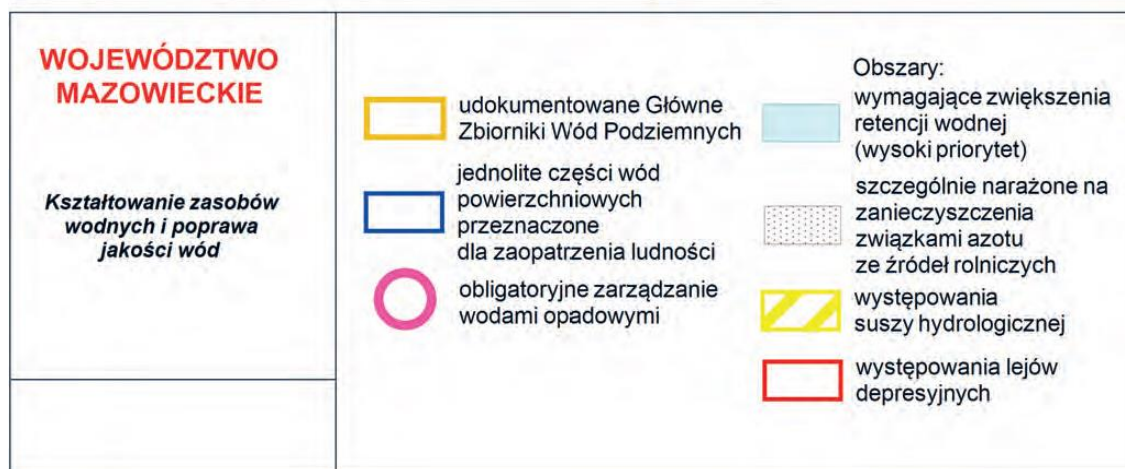 WOJEWÓDZTWO
MAZOWIECKIE
Kształtowanie zasobów
wodnych i poprawa
jakości wód
udokumentowane Główne
Zbiorniki Wód Podziemnych
jednolite części wód
powierzchniowych
przeznaczone
dla zaopatrzenia ludności
obligatoryjne zarządzanie
wodami opadowymi
Obszary:
wymagające zwiększenia
retencji wodnej
(wysoki priorytet)
szczególnie narażone na
zanieczyszczenia
związkami azotu
ze źródeł rolniczych
występowania
suszy hydrologicznej
występowania lejów
depresyjnych